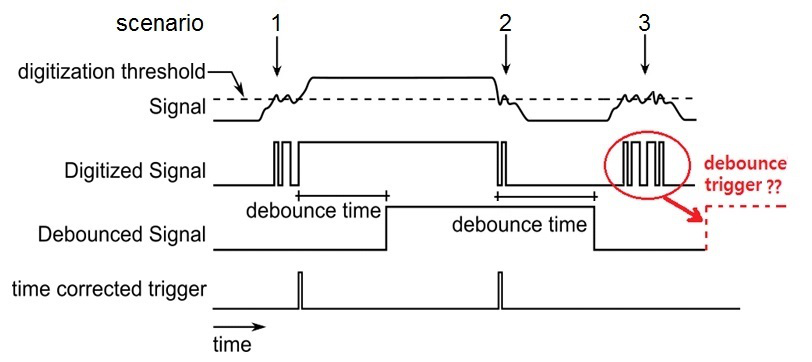 scenario 1 2 3
digitization threshold
Signal
Digitized Signal
debounce
trigger ??
debounce time
debounce time
Debounced Signal
time corrected trigger
time